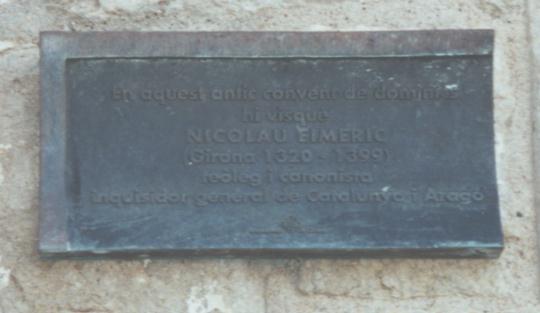 En aquest antic convent de dominics
hi visqué
NICOLAU EIMERIC
(Girona 1320 - 1399)
teòleg i canonista
inquisidor general de Catalunya i Aragó